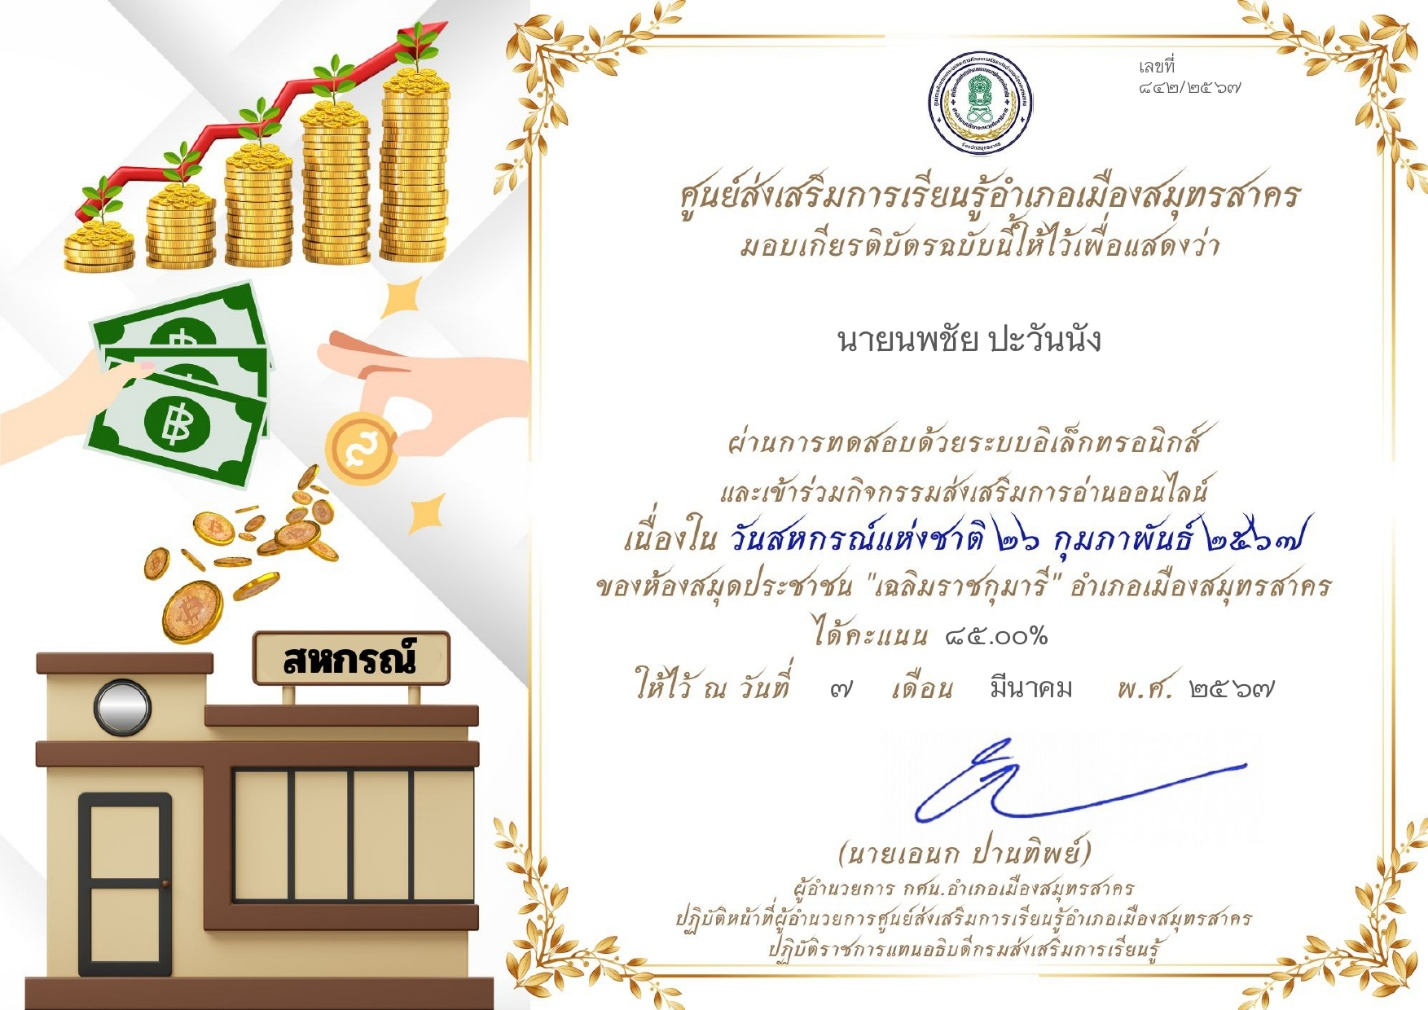 เลขที่
๘๔๒/๒๕๖๗
ศูนย์ส่งเสริมการเรียนรู้อำเภอเมืองสมุทรสาคร
มอบเกียรติบัตรฉบับนี้ให้ไว้เพื่อแสดงว่า
นายนพชัย ปะวันนัง
ผ่านการทดสอบด้วยระบบอิเล็กทรอนิกส์
และเข้าร่วมกิจกรรมส่งเสริมการอ่านออนไลน์
เนื่องใน วันสหกรณ์แห่งชาติ ๒๖ กุมภาพันธ์ ๒๕๖๗
ของห้องสมุดประชาชน "เฉลิมราชกุมารี" อำเภอเมืองสมุทรสาคร
ได้คะแนน ๘๕.๐๐%
ให้ไว้ ณ วันที่ ๗ เดือน มีนาคม พ.ศ. ๒๕๖๗
(นายเอนก ปานทิพย์)
ผู้อำนวยการ กศน.อำเภอเมืองสมุทรสาคร
ปฏิบัติหน้าที่ผู้อำนวยการศูนย์ส่งเสริมการเรียนรู้อำเภอเมืองสมุทรสาคร
ปฏิบัติราชการแทนอธิบดีกรมส่งเสริมการเรียนรู้
สหกรณ์